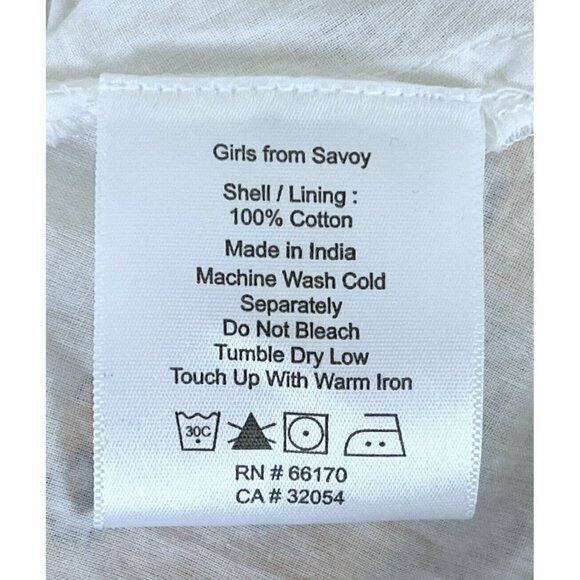 Girls from Savoy
Shell / Lining :
100% Cotton
Made in India
Machine Wash Cold
Separately
Do Not Bleach
Tumble Dry Low
Touch Up With Warm Iron
30C
RN # 66170
CA # 32054